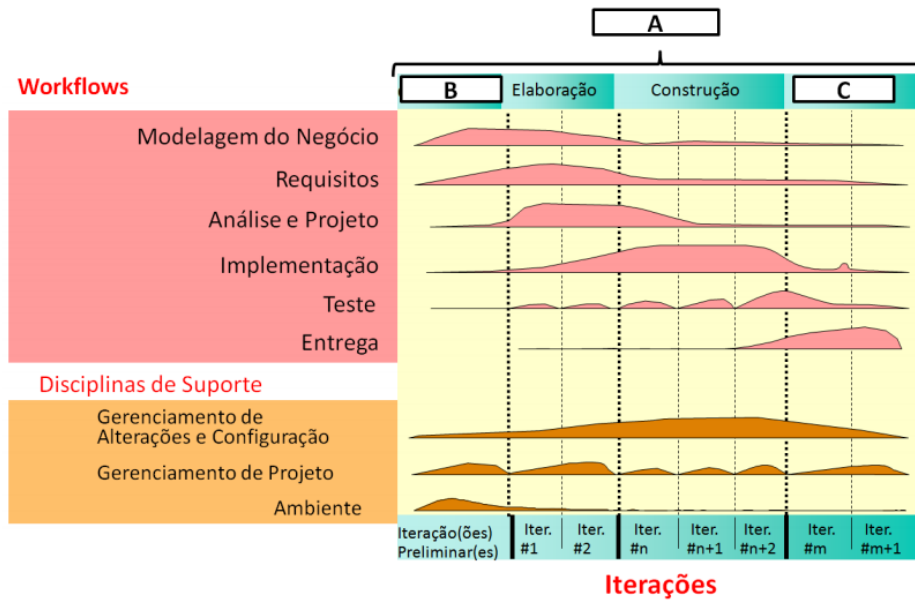 A
Workflows
B
Elaboração
Construção
C
Modelagem do Negócio
Requisitos
Análise e Projeto
Implementação
Teste
Entrega
Disciplinas de Suporte
Gerenciamento de
Alterações e Configuração
Gerenciamento de Projeto
Ambiente
Iteração(ões)
Preliminar(es)
Iter.
#1
Iter.
#2
Iter.
#n
Iter.
#n+1
Iter.
#n+2
Iter.
#m
Iter.
#m+1
Iterações